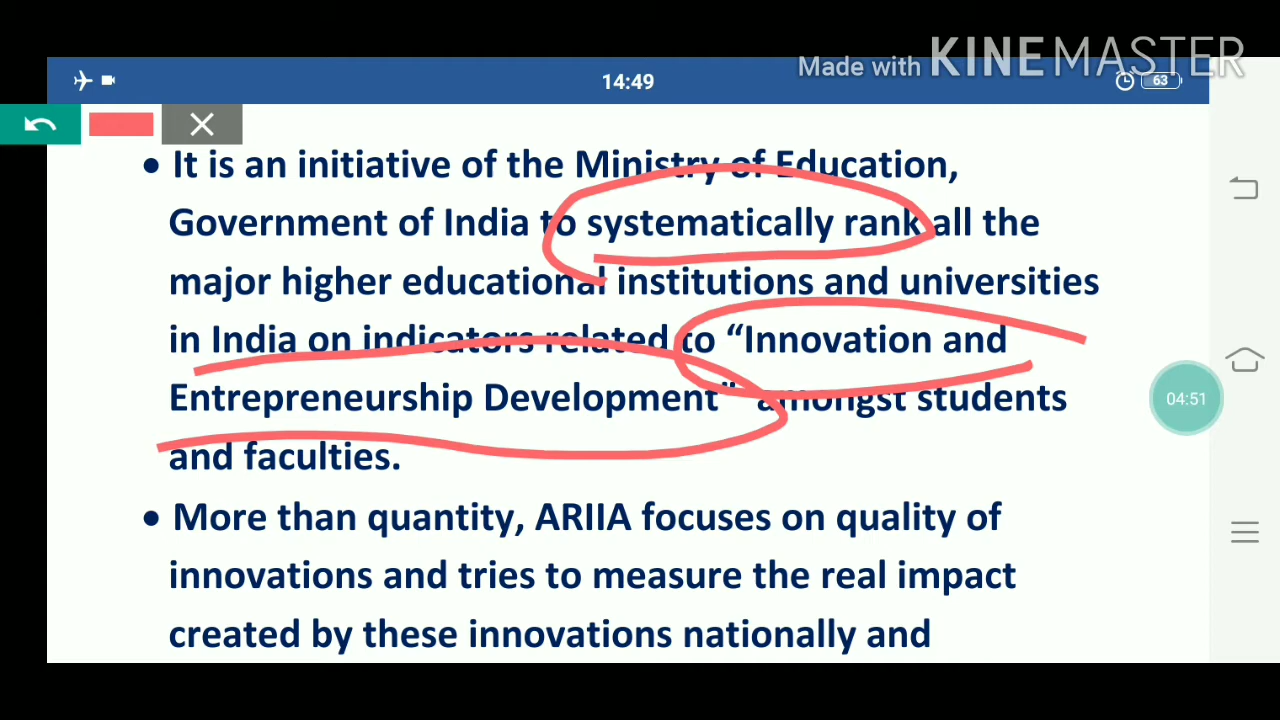 Made with KINEMASTER
14:49
63
• It is an initiative of the Ministry of Education,
Government of India to systematically rank all the
major higher educational institutions and universities
in India on indicators related to “Innovation and
Entrepreneurship Development” amongst students
and faculties.
04:51
• More than quantity, ARIIA focuses on quality of
innovations and tries to measure the real impact
created by these innovations nationally and